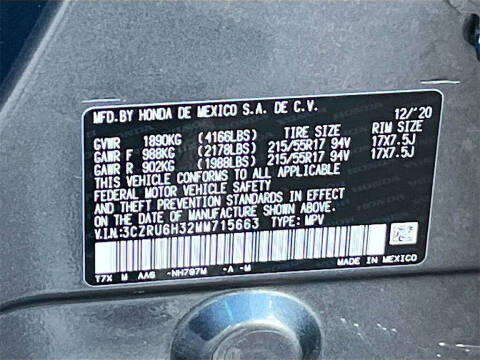 MFD.BY HONDA DE MEXICO S.A. DE C.V. 12/'20
GVWR 1890KG (4166LBS) TIRE SIZE RIM SIZE
GAWR F 988KG (2178LBS) 215/55R17 94V 17X7.5J
GAWR R 902KG (1988LBS) 215/55R17 94V 17X7.5J
THIS VEHICLE CONFORMS TO ALL APPLICABLE
FEDERAL MOTOR VEHICLE SAFETY
AND THEFT PREVENTION STANDARDS IN EFFECT
ON THE DATE OF MANUFACTURE SHOWN ABOVE.
V.I.N:3CZRU6H32MM715663 TYPE: MPV
T7X M AA6 -NH797M -A -M MADE IN MEXICO